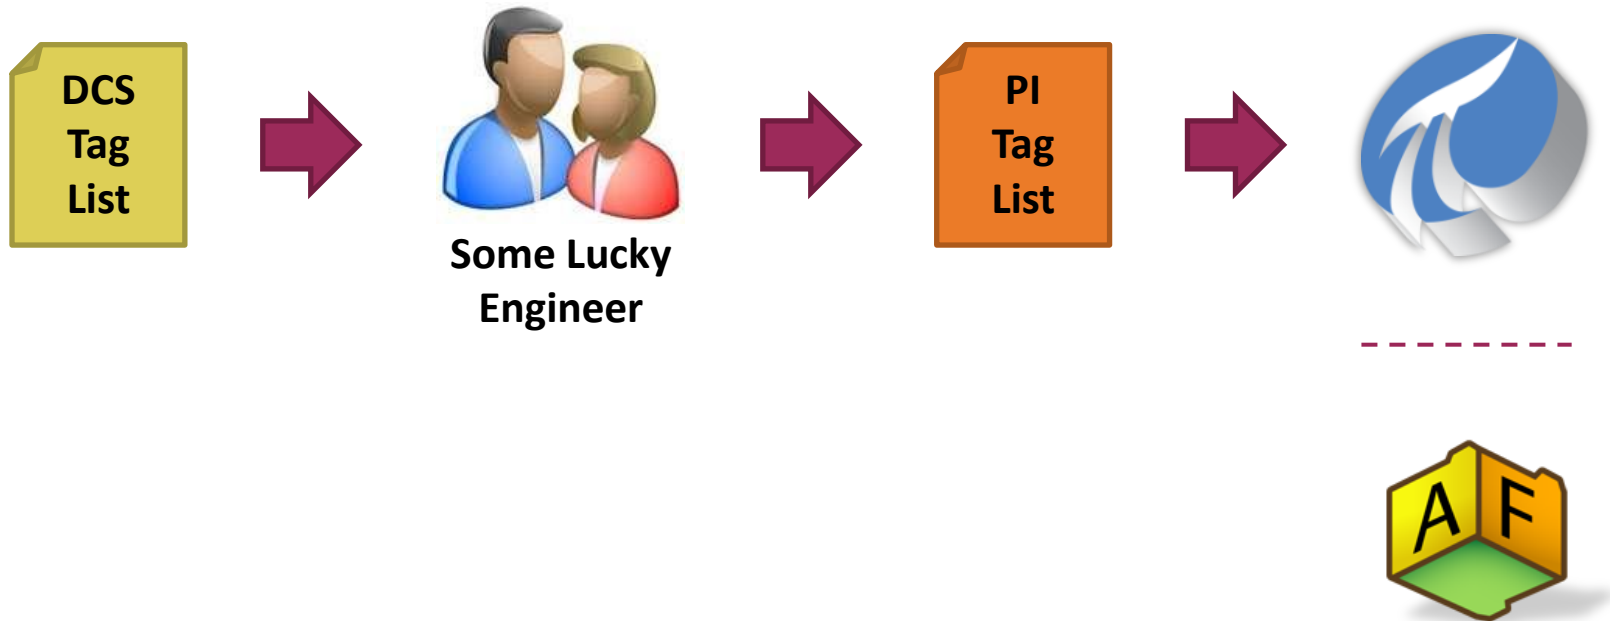 DCS
Tag
List
Some Lucky
Engineer
PI
Tag
List
A F